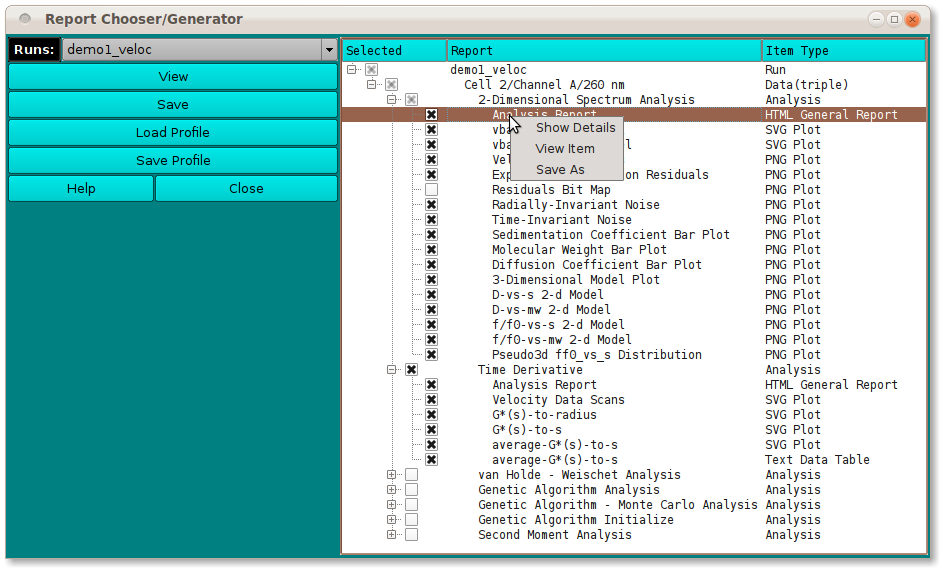 Report Chooser/Generator
Runs: demo1_veloc
View
Save
Load Profile
Save Profile
Help Close
Selected Report Item Type
demo1_veloc Run
Cell 2/Channel A/260 nm Data(triple)
2-Dimensional Spectrum Analysis Analysis
Analysis Report HTML General Report
Show Details
View Item
Save As
SVG Plot
SVG Plot
PNG Plot
Residuals PNG Plot
Residuals Bit Map PNG Plot
Radially-Invariant Noise PNG Plot
Time-Invariant Noise PNG Plot
Sedimentation Coefficient Bar Plot PNG Plot
Molecular Weight Bar Plot PNG Plot
Diffusion Coefficient Bar Plot PNG Plot
3-Dimensional Model Plot PNG Plot
D-vs-s 2-d Model PNG Plot
D-vs-mw 2-d Model PNG Plot
f/f0-vs-s 2-d Model PNG Plot
f/f0-vs-mw 2-d Model PNG Plot
Pseudo3d ff0_vs_s Distribution PNG Plot
Time Derivative Analysis
Analysis Report HTML General Report
Velocity Data Scans SVG Plot
G*(s)-to-radius SVG Plot
G*(s)-to-s SVG Plot
average-G*(s)-to-s SVG Plot
average-G*(s)-to-s Text Data Table
van Holde - Weischet Analysis Analysis
Genetic Algorithm Analysis Analysis
Genetic Algorithm - Monte Carlo Analysis Analysis
Genetic Algorithm Initialize Analysis
Second Moment Analysis Analysis